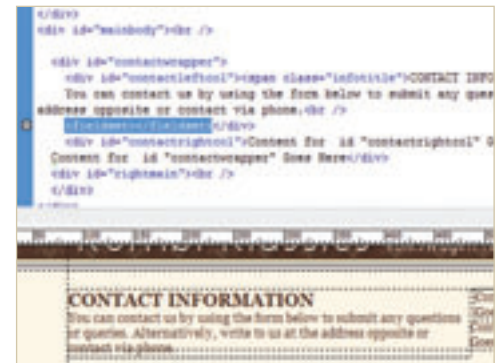 </div>
<div id="mainbody"><br />
<div id="contactwrapper">
<div id="contactleftcol"><span class="infotitle">CONTACT INFO
You can contact us by using the form below to submit any ques
address opposite or contact via phone.<br />
<fieldset></fieldset></div>
<div id="contactrightcol">Content for id "contactrightcol" G
Content for id "contactwrapper" Goes Here</div>
<div id="rightmain"><br />
</div>
</div>
CONTACT INFORMATION
You can contact us by using the form below to submit any questions
or queries. Alternatively, write to us at the address opposite or
contact via phone.